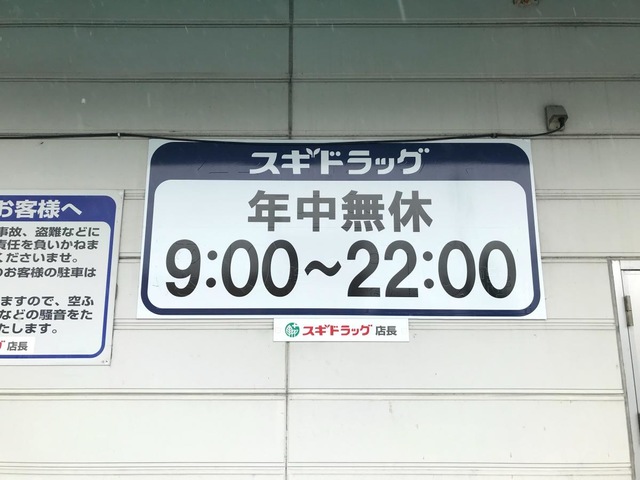 お客様へ
事故、盗難などに
責任を負いかねま
くださいませ。
のお客様の駐車は
ますので、空ふ
などの騒音をた
たします。
グ 店長
スギドラッグ
年中無休
9:00~22:00
スギドラッグ 店長